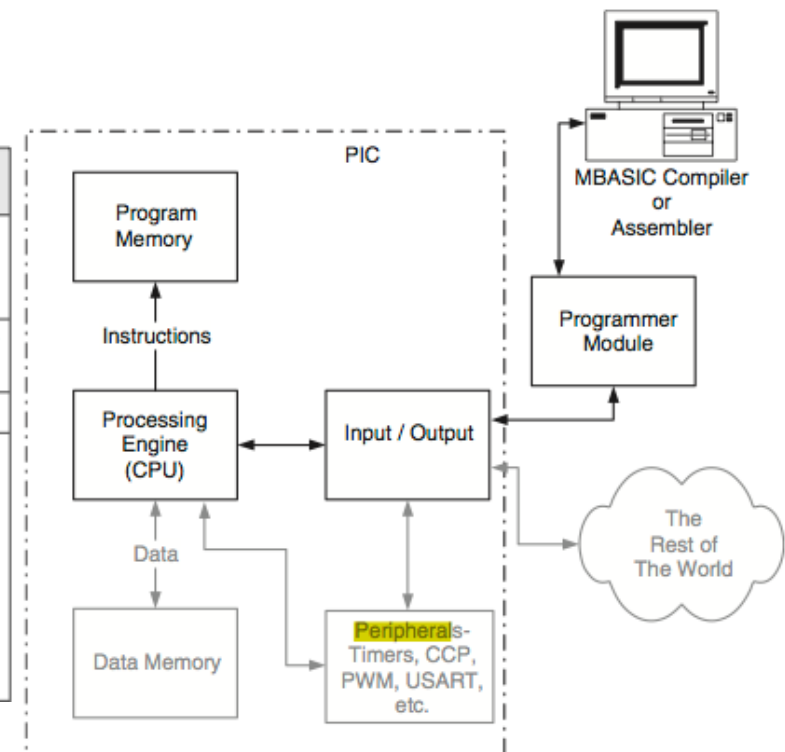 PIC
MBASIC Compiler
or
Assembler
Program
Memory
Programmer
Module
Instructions
Processing
Engine
(CPU)
Input / Output
The
Rest of
The World
Data
Data Memory
Peripherals-
Timers, CCP,
PWM, USART,
etc.